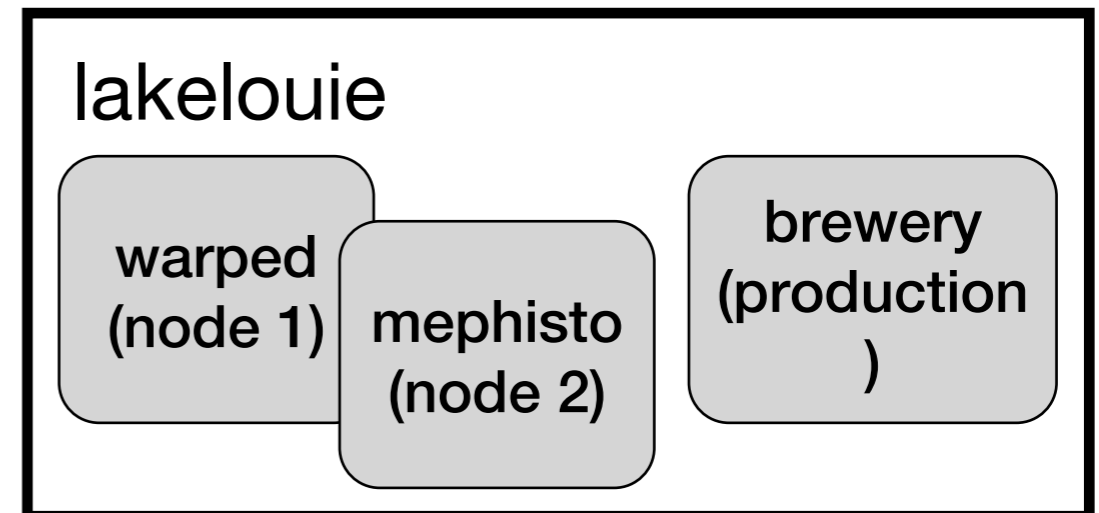 lakelouie
warped
(node 1)
mephisto
(node 2)
brewery
(production
)